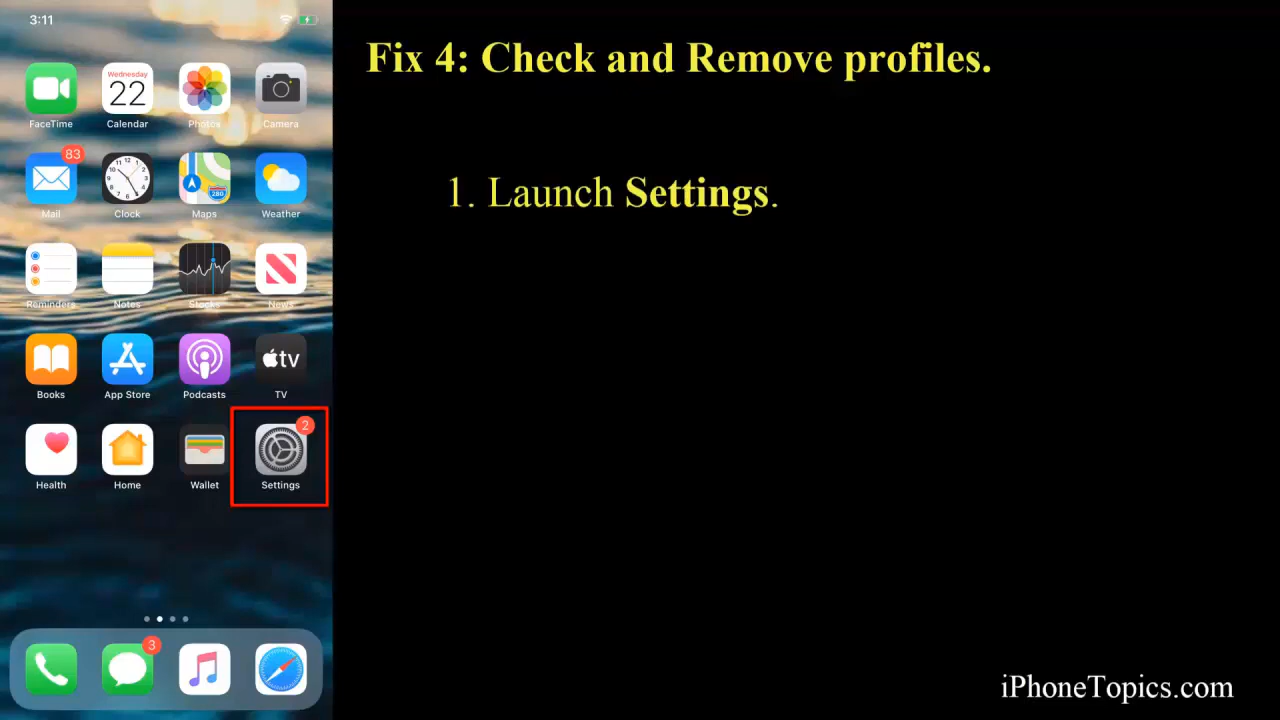 3:11
Fix 4: Check and Remove profiles.
1. Launch Settings.
Wednesday
22
FaceTime Calendar Photos Camera
83
280
Mail Clock Maps Weather
Reminders Notes Stocks News
tv
Books App Store Podcasts TV
2
Health Home Wallet Settings
3
iPhoneTopics.com